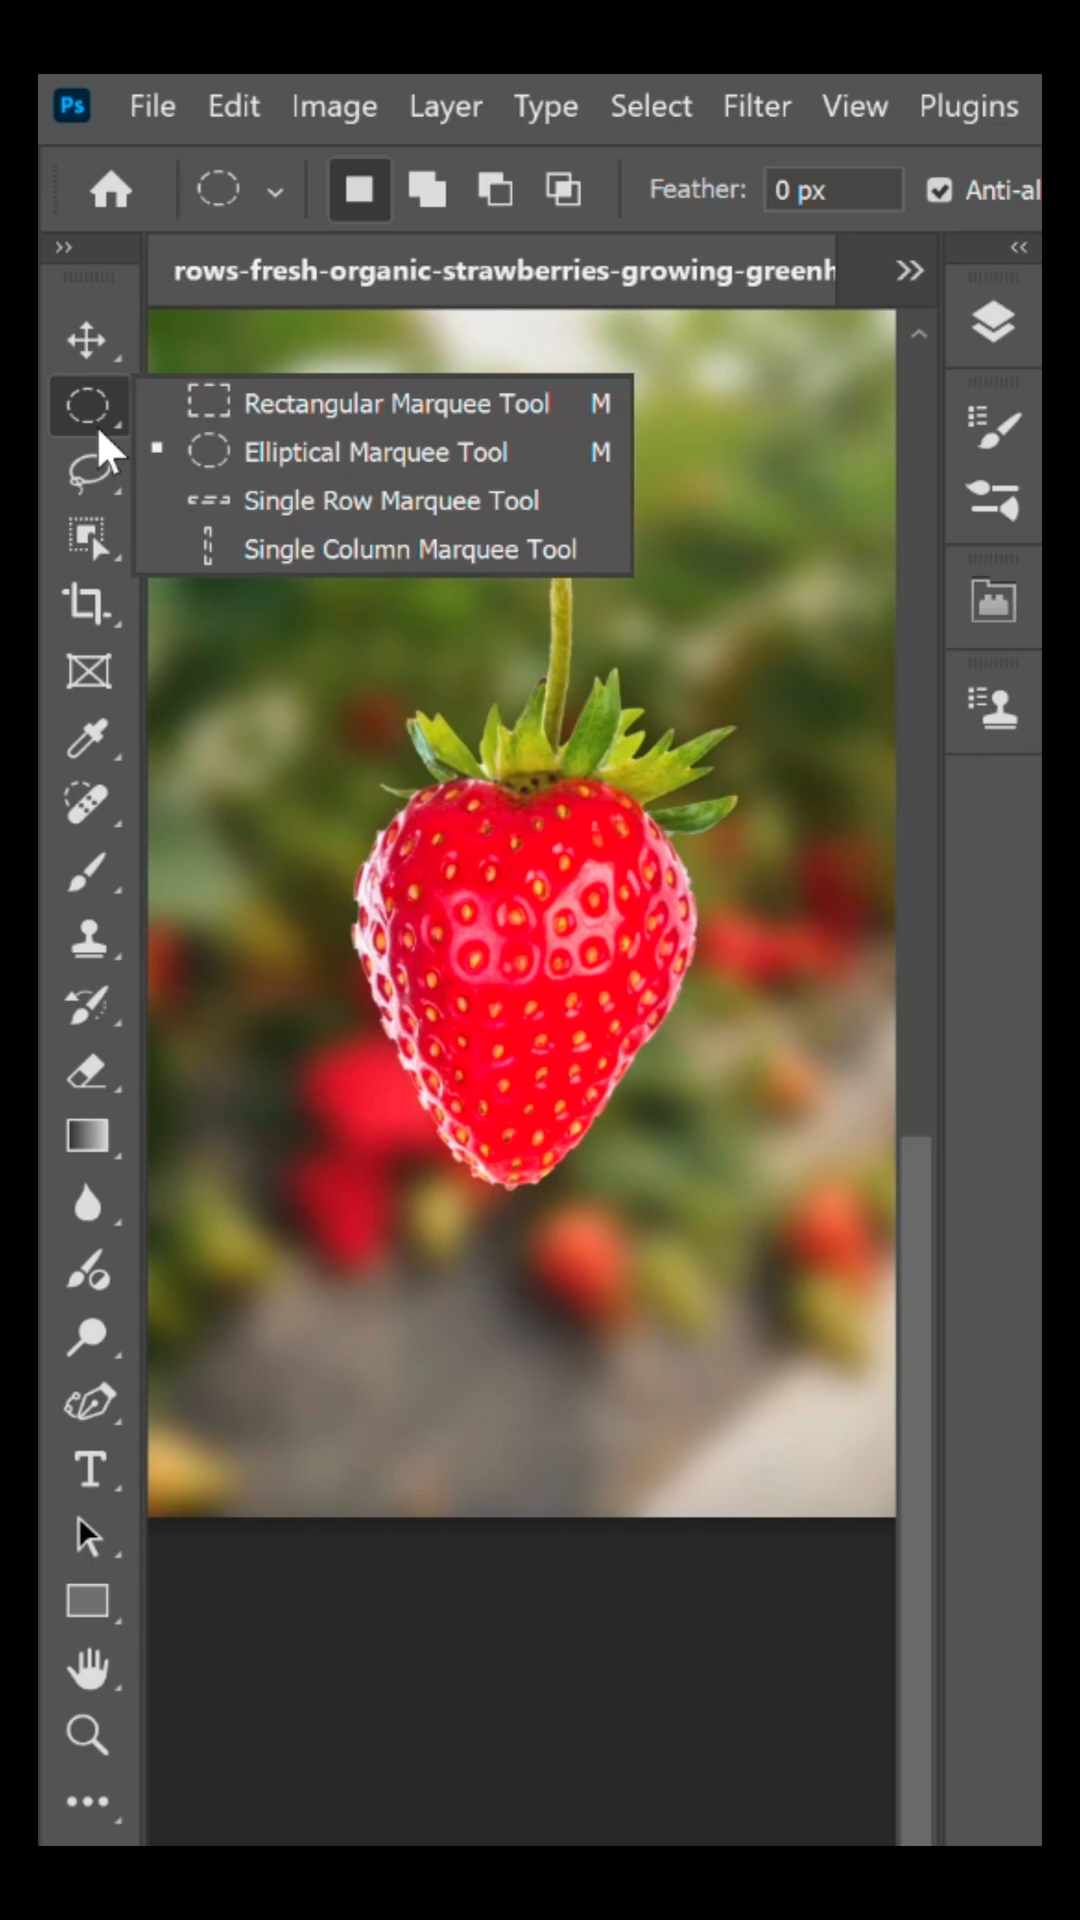 Ps File Edit Image Layer Type Select Filter View Plugins
Feather: 0 px Anti-al
rows-fresh-organic-strawberries-growing-greenh
Rectangular Marquee Tool M
Elliptical Marquee Tool M
Single Row Marquee Tool
Single Column Marquee Tool